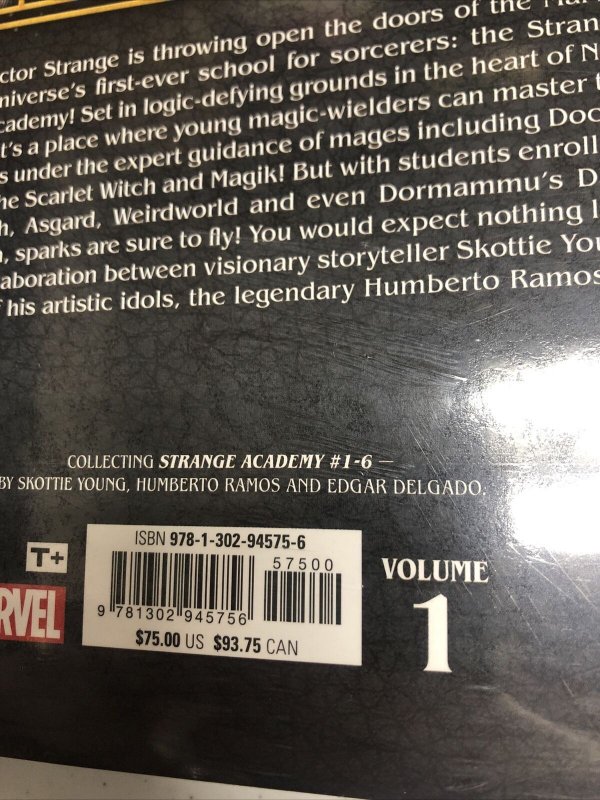 ctor Strange is throwing open the doors of the Mar
niverse's first-ever school for sorcerers: the Stran
cademy! Set in logic-defying grounds in the heart of N
t's a place where young magic-wielders can master t
s under the expert guidance of mages including Doc
he Scarlet Witch and Magik! But with students enroll
h, Asgard, Weirdworld and even Dormammu's D
, sparks are sure to fly! You would expect nothing l
aboration between visionary storyteller Skottie You
f his artistic idols, the legendary Humberto Ramos
COLLECTING STRANGE ACADEMY #1-6 —
BY SKOTTIE YOUNG, HUMBERTO RAMOS AND EDGAR DELGADO.
T+
RVEL
ISBN 978-1-302-94575-6
57500
9 781302 945756
$75.00 US $93.75 CAN
VOLUME
1